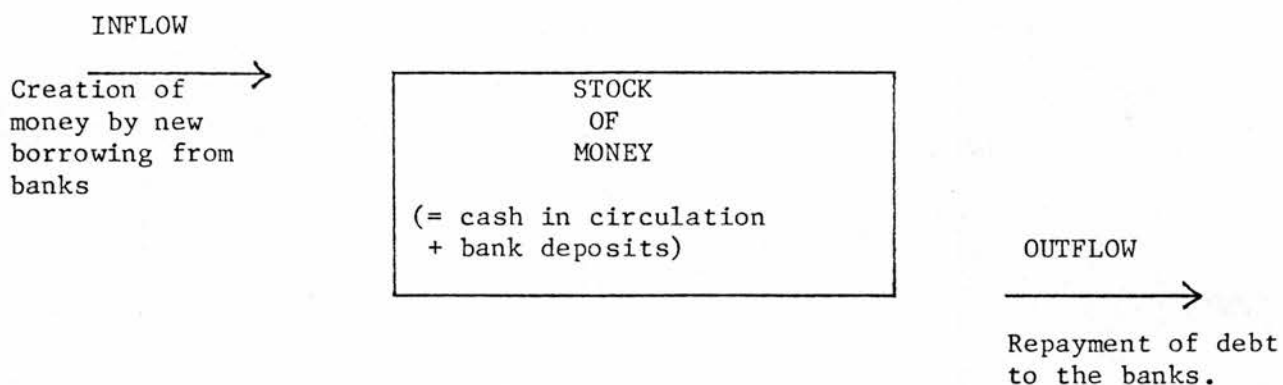 INFLOW
Creation of
money by new
borrowing from
banks
STOCK
OF
MONEY
(= cash in circulation
+ bank deposits)
OUTFLOW
Repayment of debt
to the banks.